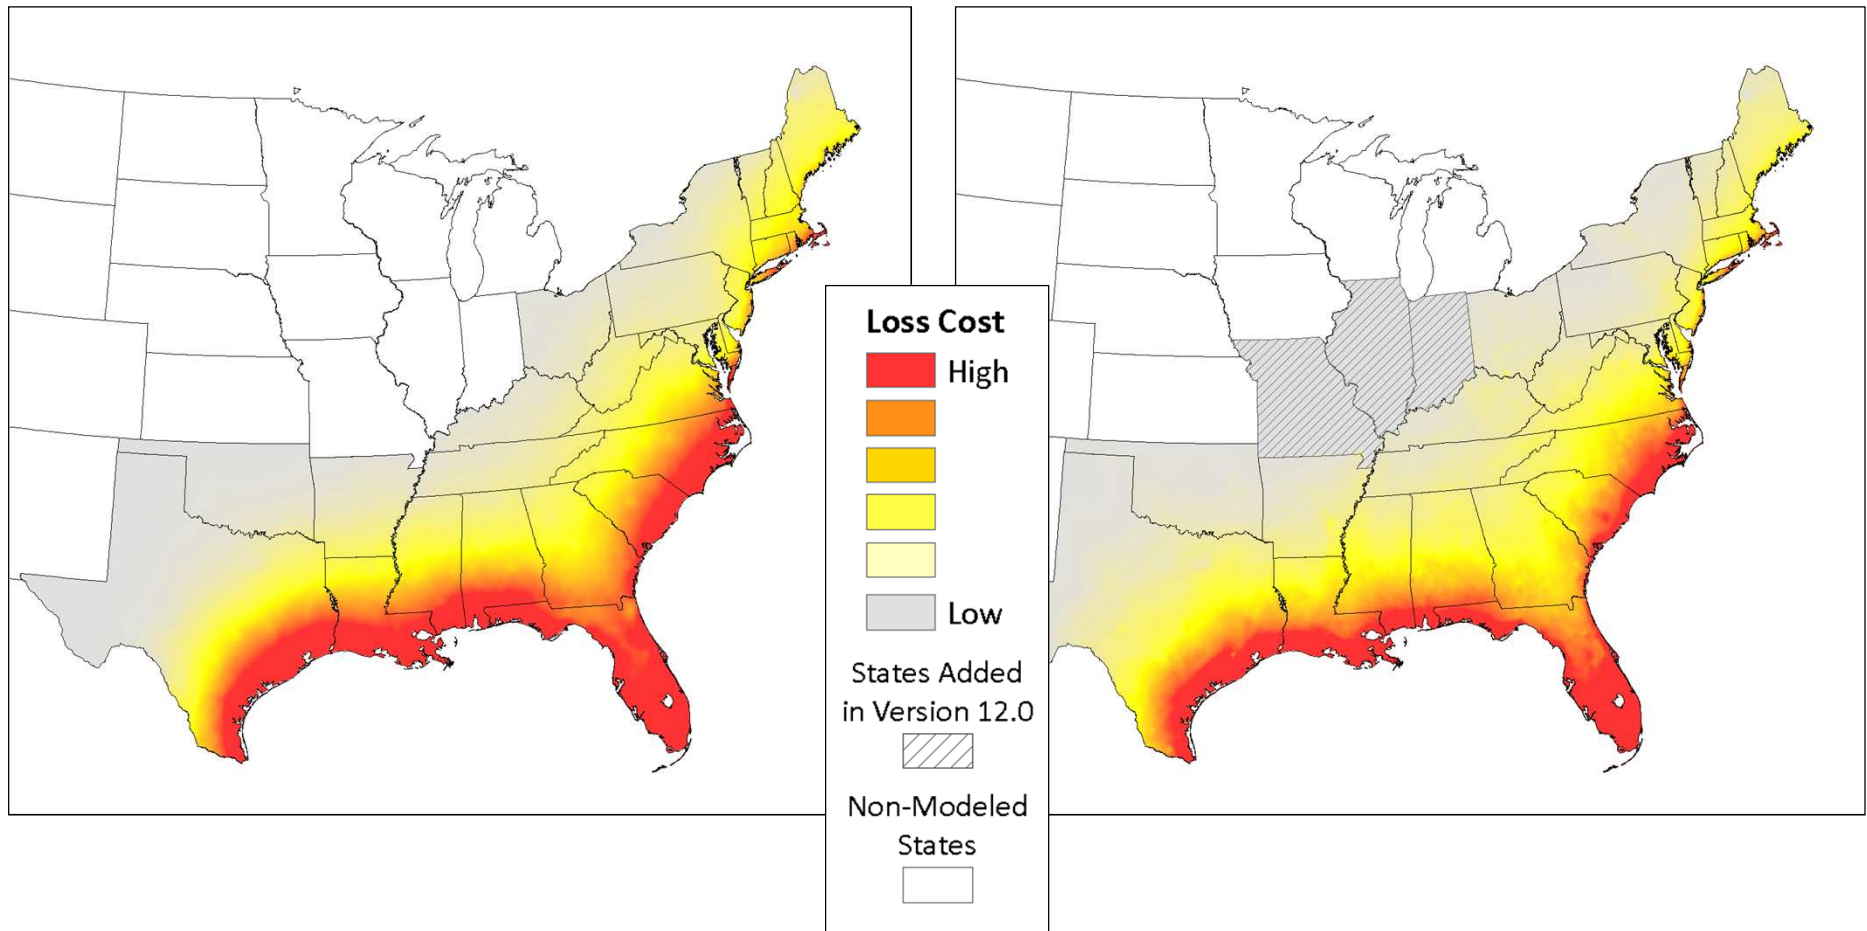 Loss Cost
High
Low
States Added
in Version 12.0
Non-Modeled
States